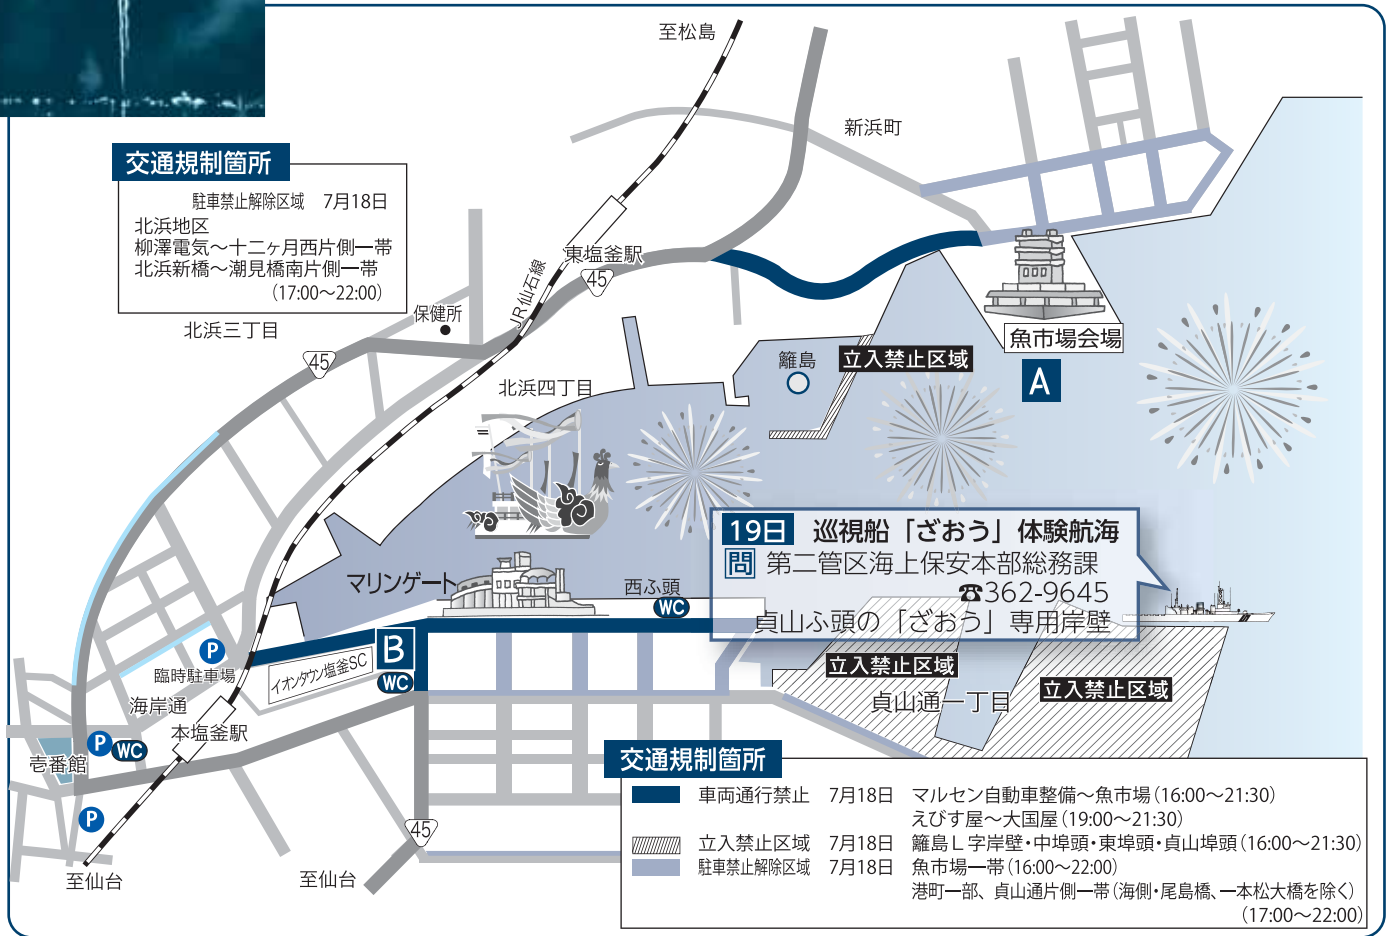 至松島
新浜町
交通規制箇所
駐車禁止解除区域 7月18日
北浜地区
柳澤電気～十二ヶ月西片側一帯
北浜新橋～潮見橋南片側一帯
(17:00～22:00)
東塩釜駅
45
JR仙石線
保健所
北浜三丁目
45
魚市場会場
A
籬島
立入禁止区域
北浜四丁目
19日 巡視船「ざおう」体験航海
問 第二管区海上保安本部総務課
☎362-9645
貞山ふ頭の「ざおう」専用岸壁
マリンゲート
西ふ頭
WC
B
WC
イオンタウン塩釜SC
P
臨時駐車場
海岸通
本塩釜駅
P WC
壱番館
P
立入禁止区域
貞山通一丁目
立入禁止区域
45
至仙台
至仙台
交通規制箇所
車両通行禁止 7月18日 マルセン自動車整備～魚市場(16:00～21:30)
えびす屋～大国屋(19:00～21:30)
立入禁止区域 7月18日 籬島L字岸壁・中埠頭・東埠頭・貞山埠頭(16:00～21:30)
駐車禁止解除区域 7月18日 魚市場一帯(16:00～22:00)
港町一部、貞山通片側一帯(海側・尾島橋、一本松大橋を除く)
(17:00～22:00)